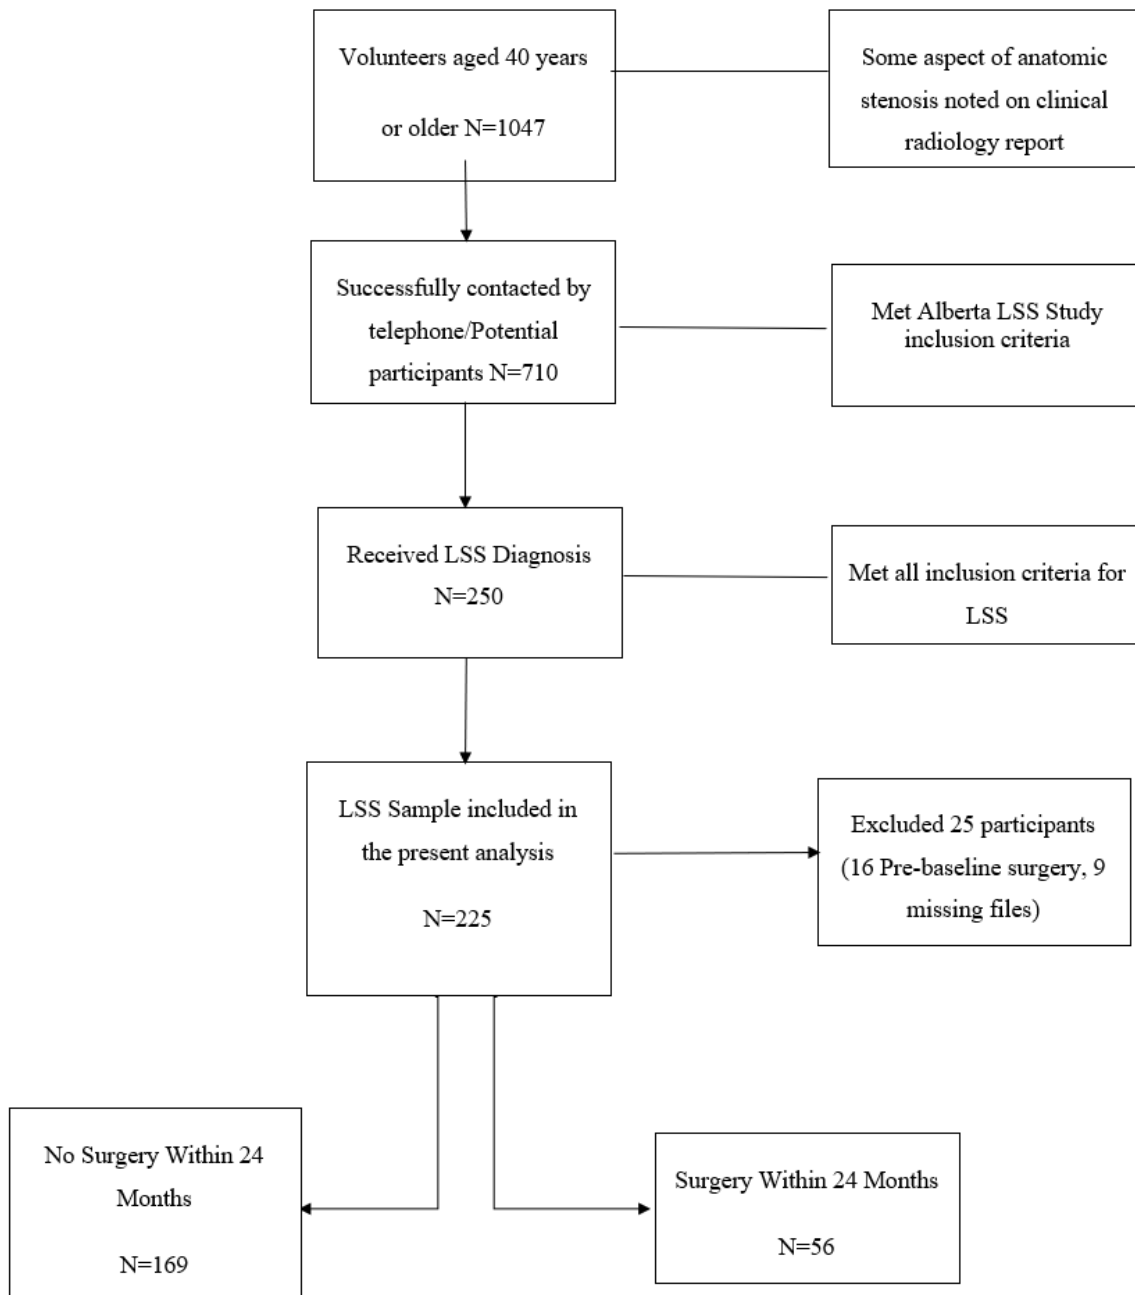 Volunteers aged 40 years
or older N=1047
Some aspect of anatomic
stenosis noted on clinical
radiology report
Successfully contacted by
telephone/Potential
participants N=710
Met Alberta LSS Study
inclusion criteria
Received LSS Diagnosis
N=250
Met all inclusion criteria for
LSS
LSS Sample included in
the present analysis
N=225
Excluded 25 participants
(16 Pre-baseline surgery, 9
missing files)
No Surgery Within 24
Months
N=169
Surgery Within 24 Months
N=56